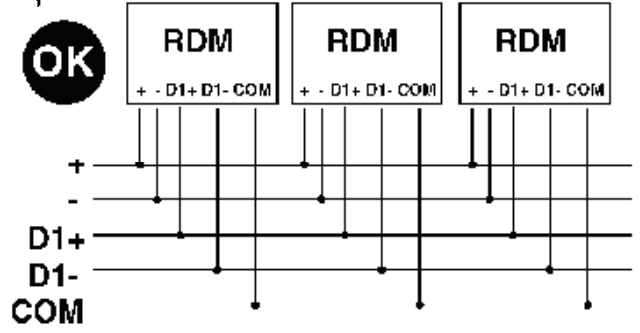 OK
RDM RDM RDM
+ - D1+ D1- COM + - D1+ D1- COM + - D1+ D1- COM
+
-
D1+
D1-
COM